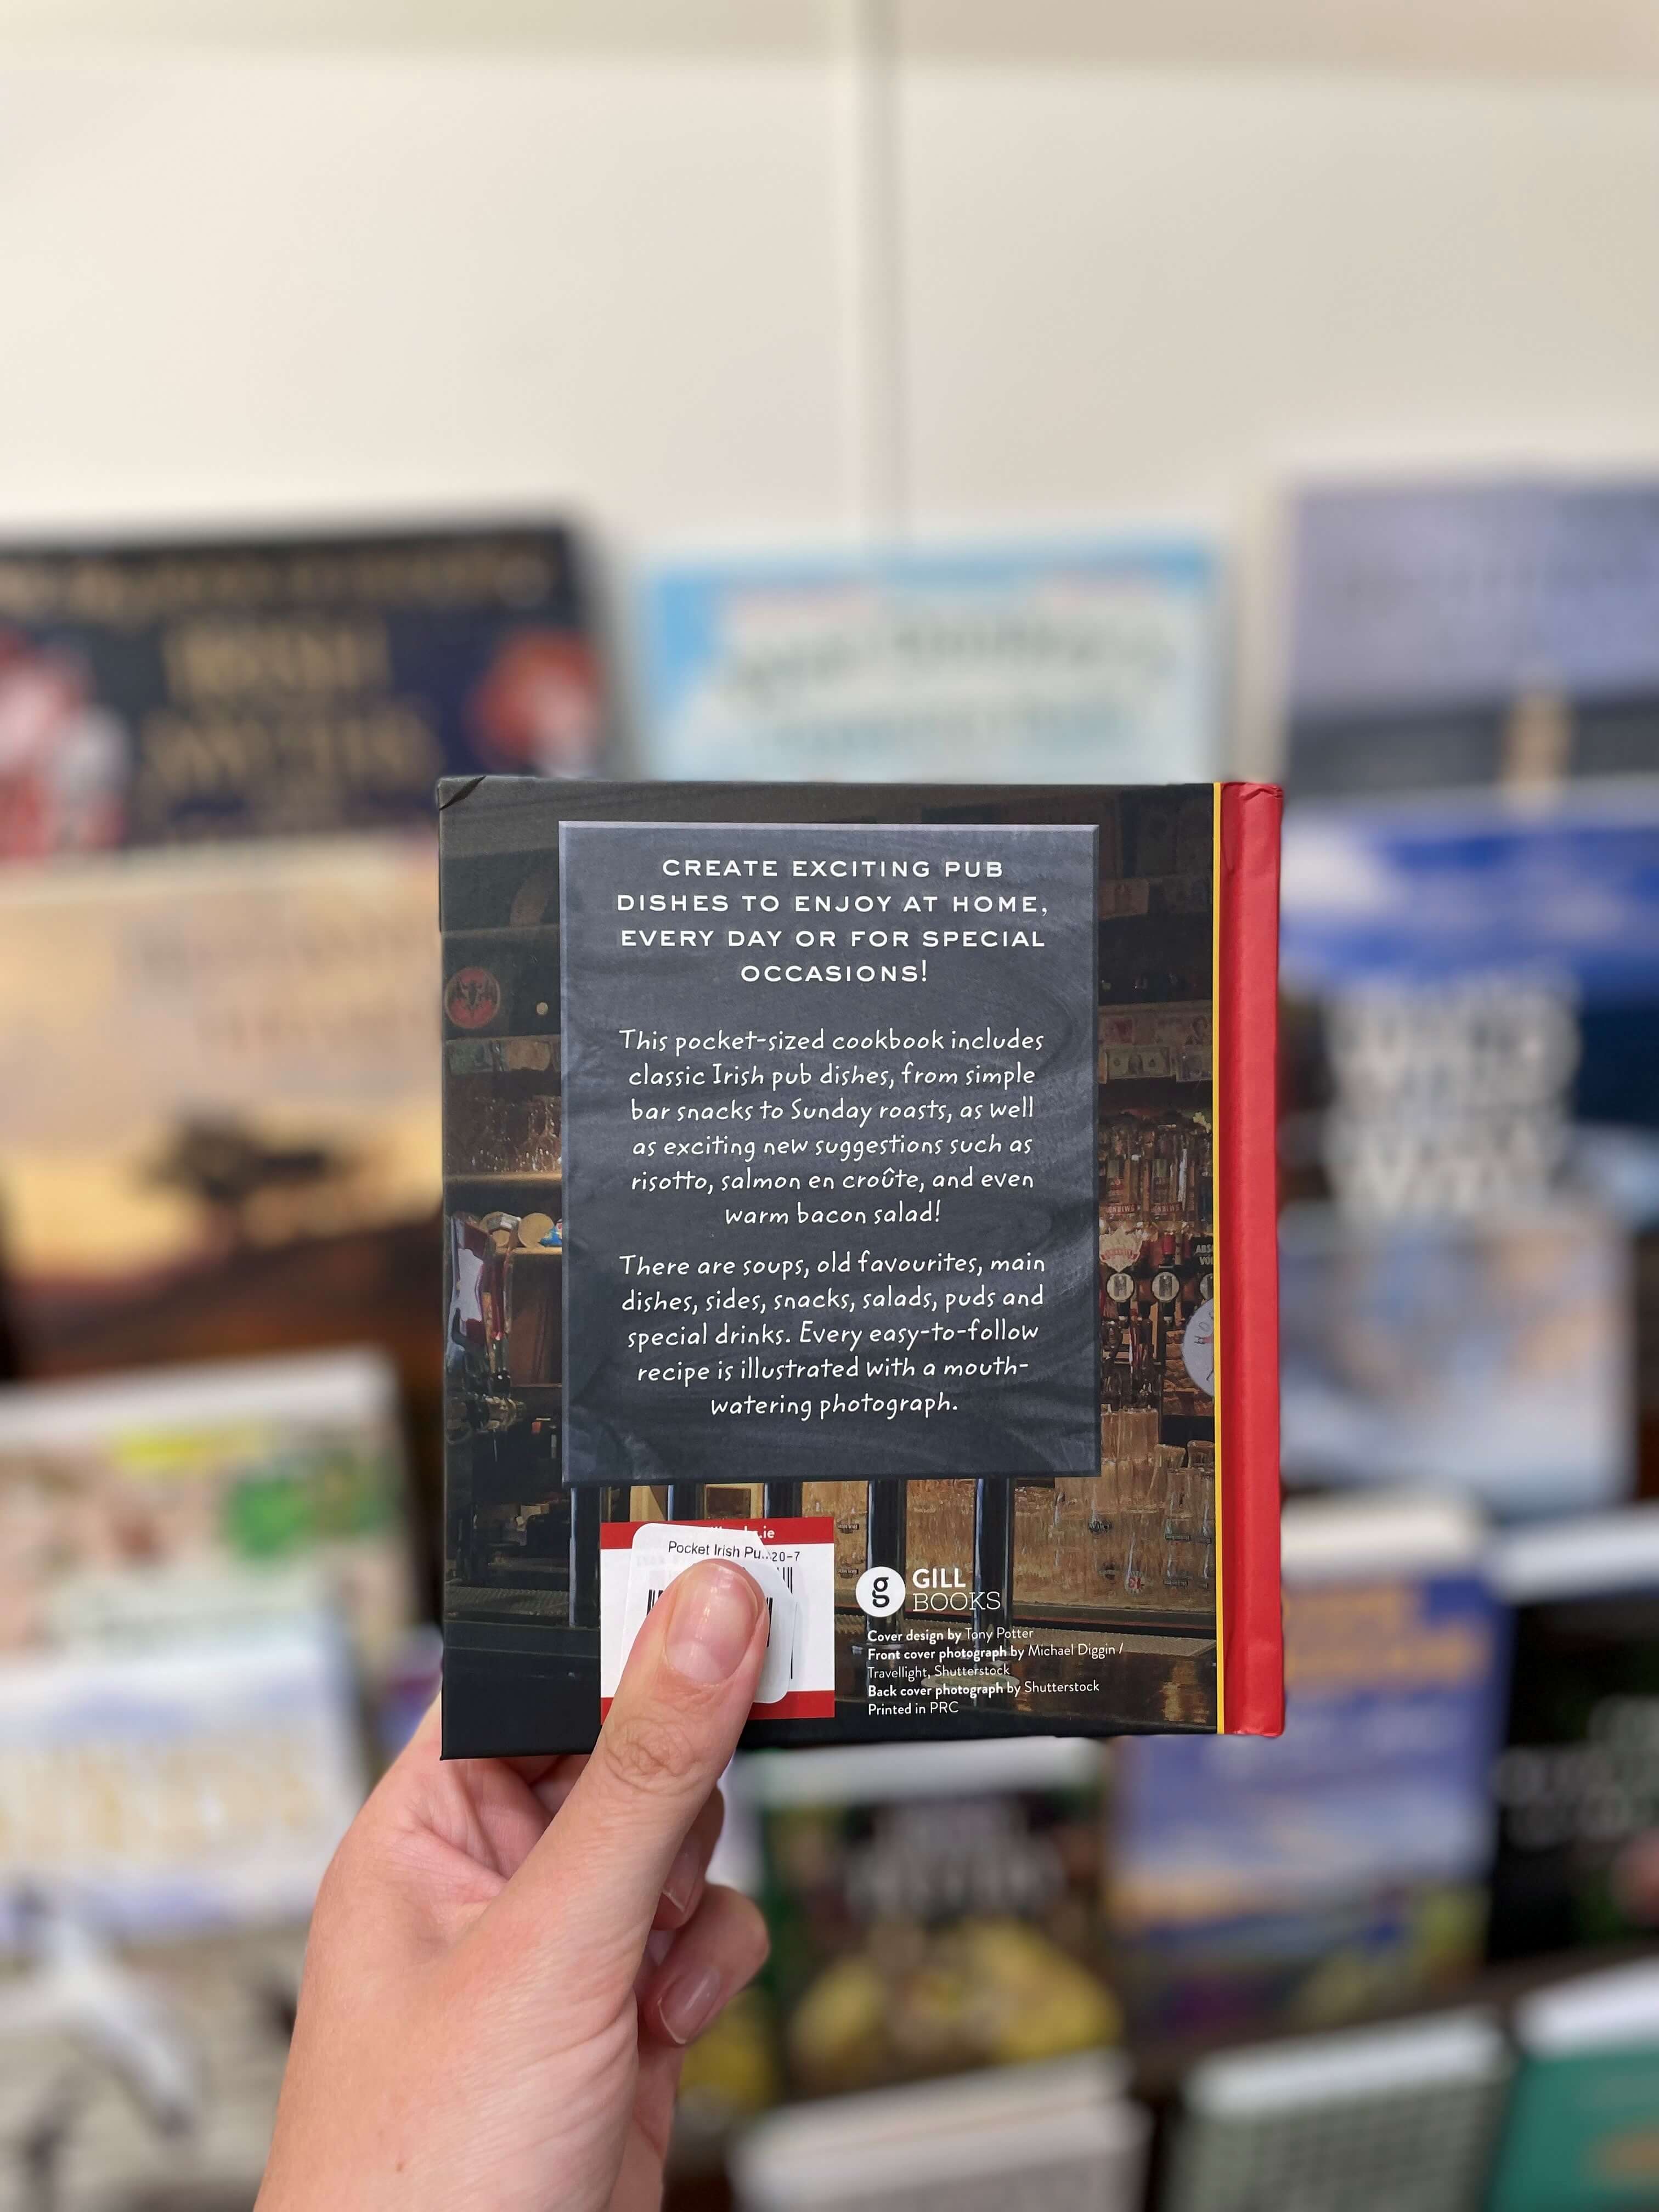 CREATE EXCITING PUB
DISHES TO ENJOY AT HOME,
EVERY DAY OR FOR SPECIAL
OCCASIONS!
This pocket-sized cookbook includes
classic Irish pub dishes, from simple
bar snacks to Sunday roasts, as well
as exciting new suggestions such as
risotto, salmon en croûte, and even
warm bacon salad!
There are soups, old favourites, main
dishes, sides, snacks, salads, puds and
special drinks. Every easy-to-follow
recipe is illustrated with a mouth-
watering photograph.
.ie
Pocket Irish Pu..20-7
g GILL
BOOKS
Cover design by Tony Potter
Front cover photograph by Michael Diggin /
Travellight, Shutterstock
Back cover photograph by Shutterstock
Printed in PRC
IRISH